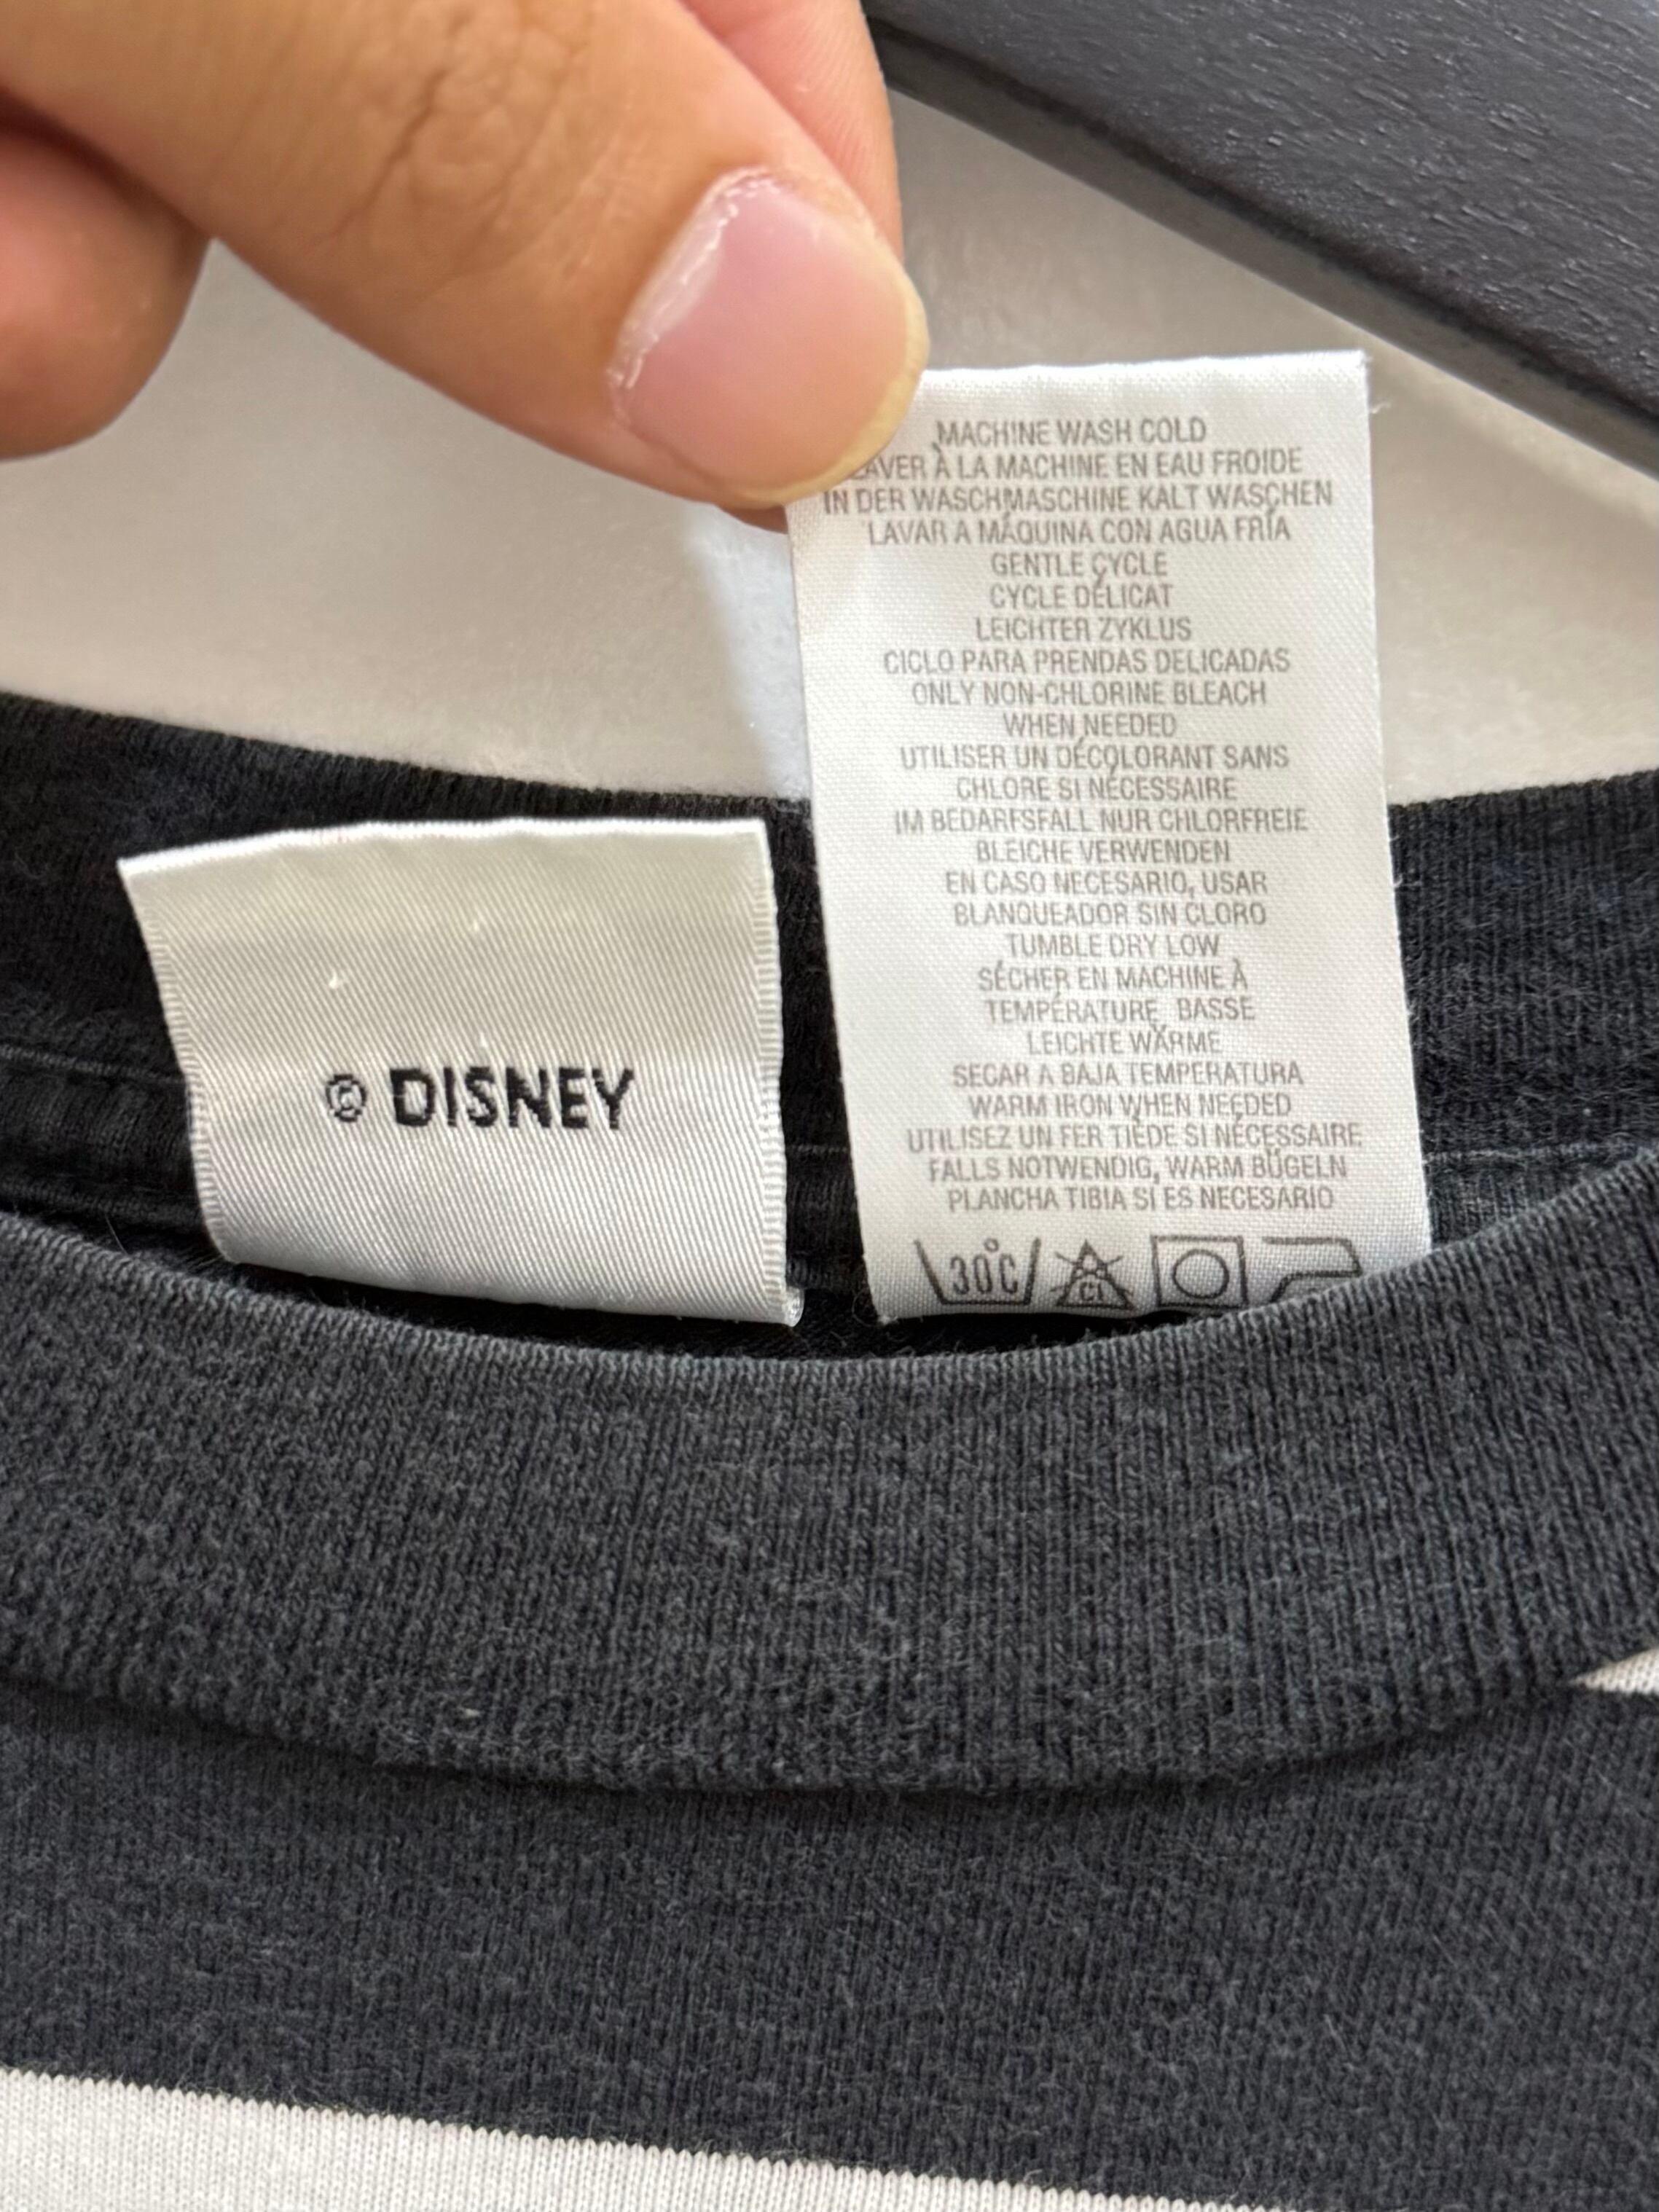 MACHINE WASH COLD
LAVER À LA MACHINE EN EAU FROIDE
IN DER WASCHMASCHINE KALT WASCHEN
LAVAR A MÁQUINA CON AGUA FRÍA
GENTLE CYCLE
CYCLE DÉLICAT
LEICHTER ZYKLUS
CICLO PARA PRENDAS DELICADAS
ONLY NON-CHLORINE BLEACH
WHEN NEEDED
UTILISER UN DÉCOLORANT SANS
CHLORE SI NÉCESSAIRE
IM BEDARFSFALL NUR CHLORFREIE
BLEICHE VERWENDEN
EN CASO NECESARIO, USAR
BLANQUEADOR SIN CLORO
TUMBLE DRY LOW
SÉCHER EN MACHINE À
TEMPÉRATURE BASSE
LEICHTE WÄRME
SECAR A BAJA TEMPERATURA
WARM IRON WHEN NEEDED
UTILISEZ UN FER TIÈDE SI NÉCESSAIRE
FALLS NOTWENDIG, WARM BÜGELN
PLANCHA TIBIA SI ES NECESARIO
30°C Cl
© DISNEY